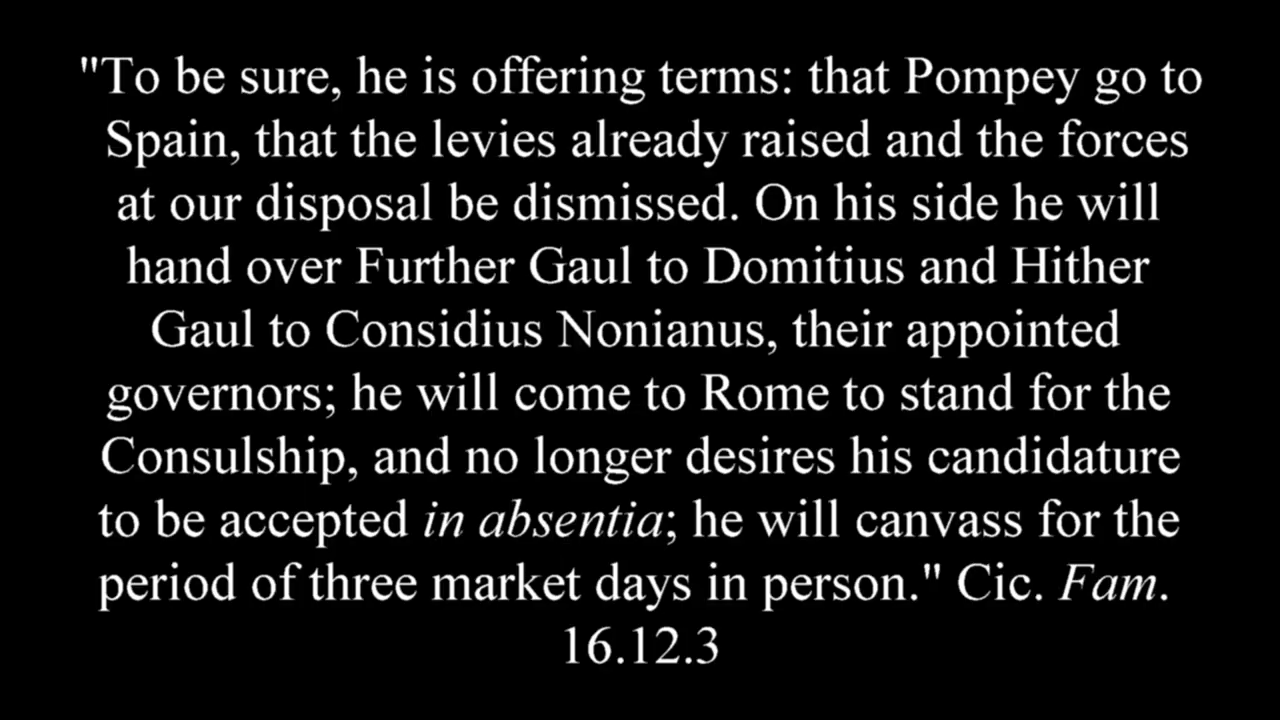 "To be sure, he is offering terms: that Pompey go to
Spain, that the levies already raised and the forces
at our disposal be dismissed. On his side he will
hand over Further Gaul to Domitius and Hither
Gaul to Considius Nonianus, their appointed
governors; he will come to Rome to stand for the
Consulship, and no longer desires his candidature
to be accepted in absentia; he will canvass for the
period of three market days in person." Cic. Fam.
16.12.3